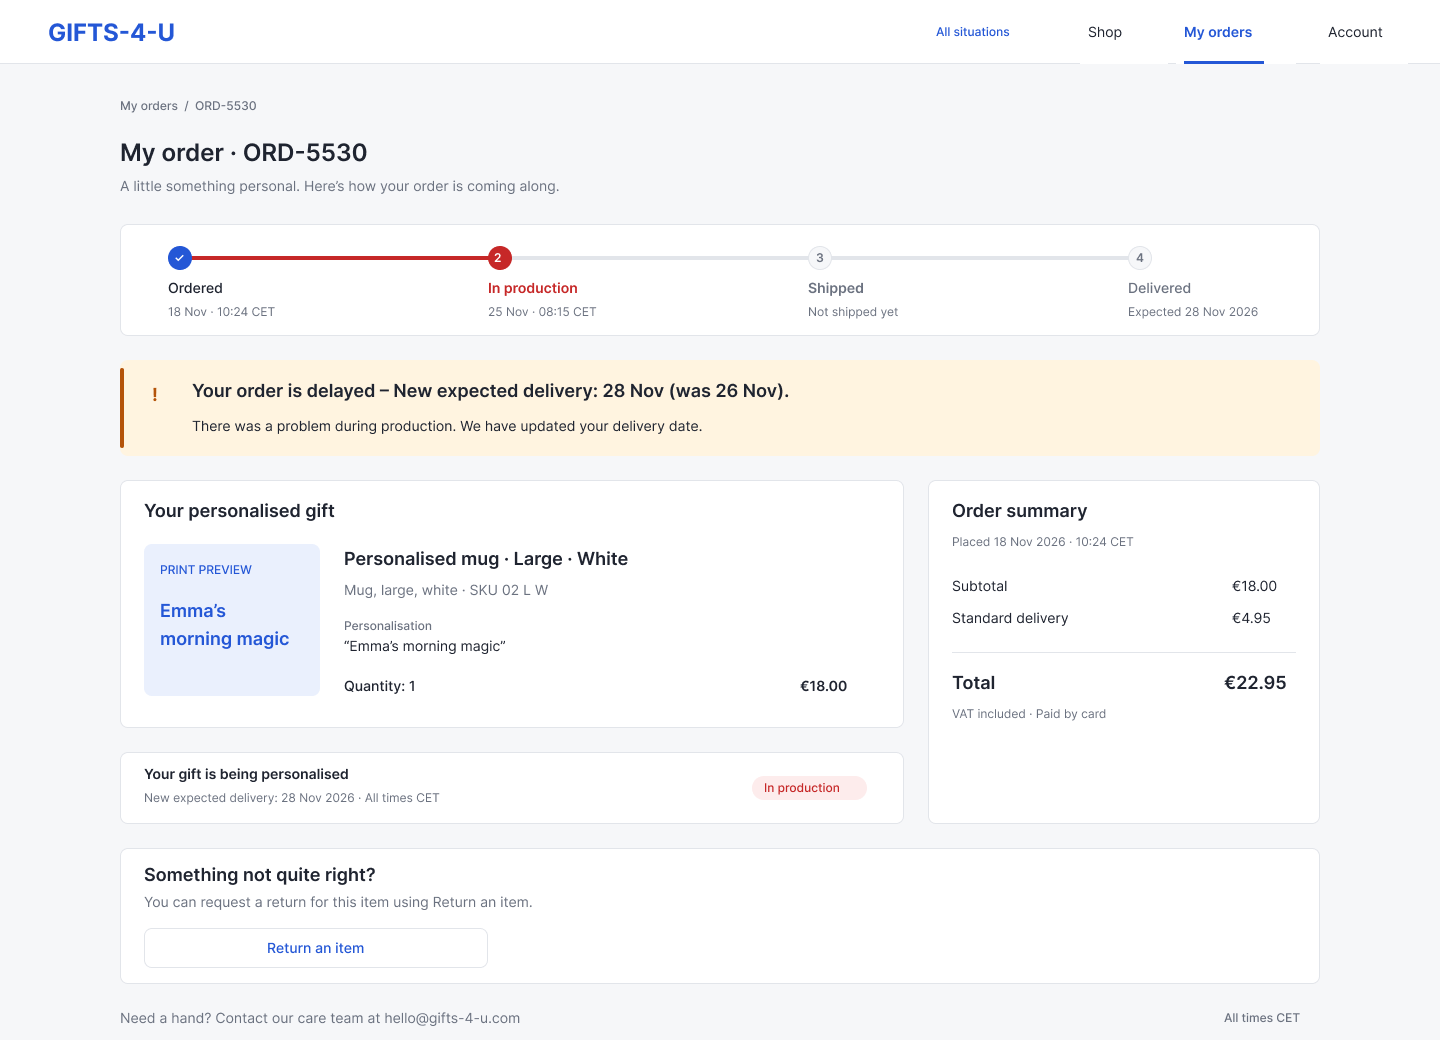 GIFTS-4-U
All situations
Shop
My orders
Account
My orders / ORD-5530
My order · ORD-5530
A little something personal. Here’s how your order is coming along.
2
3
4
Ordered
In production
Shipped
Delivered
18 Nov · 10:24 CET
25 Nov · 08:15 CET
Not shipped yet
Expected 28 Nov 2026
!
Your order is delayed – New expected delivery: 28 Nov (was 26 Nov).
There was a problem during production. We have updated your delivery date.
Your personalised gift
PRINT PREVIEW
Emma’s
morning magic
Personalised mug · Large · White
Mug, large, white · SKU 02 L W
Personalisation
“Emma’s morning magic”
Quantity: 1
€18.00
Order summary
Placed 18 Nov 2026 · 10:24 CET
Subtotal €18.00
Standard delivery €4.95
Total €22.95
VAT included · Paid by card
Your gift is being personalised
New expected delivery: 28 Nov 2026 · All times CET
In production
Something not quite right?
You can request a return for this item using Return an item.
Return an item
Need a hand? Contact our care team at hello@gifts-4-u.com
All times CET